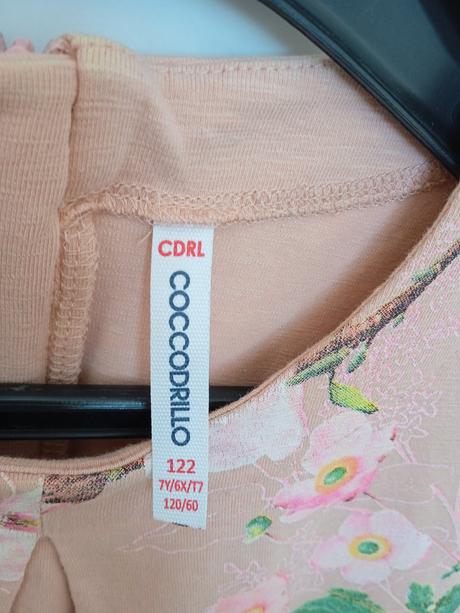 CDRL
COCCODRILLO
122
7Y/6X/T7
120/60